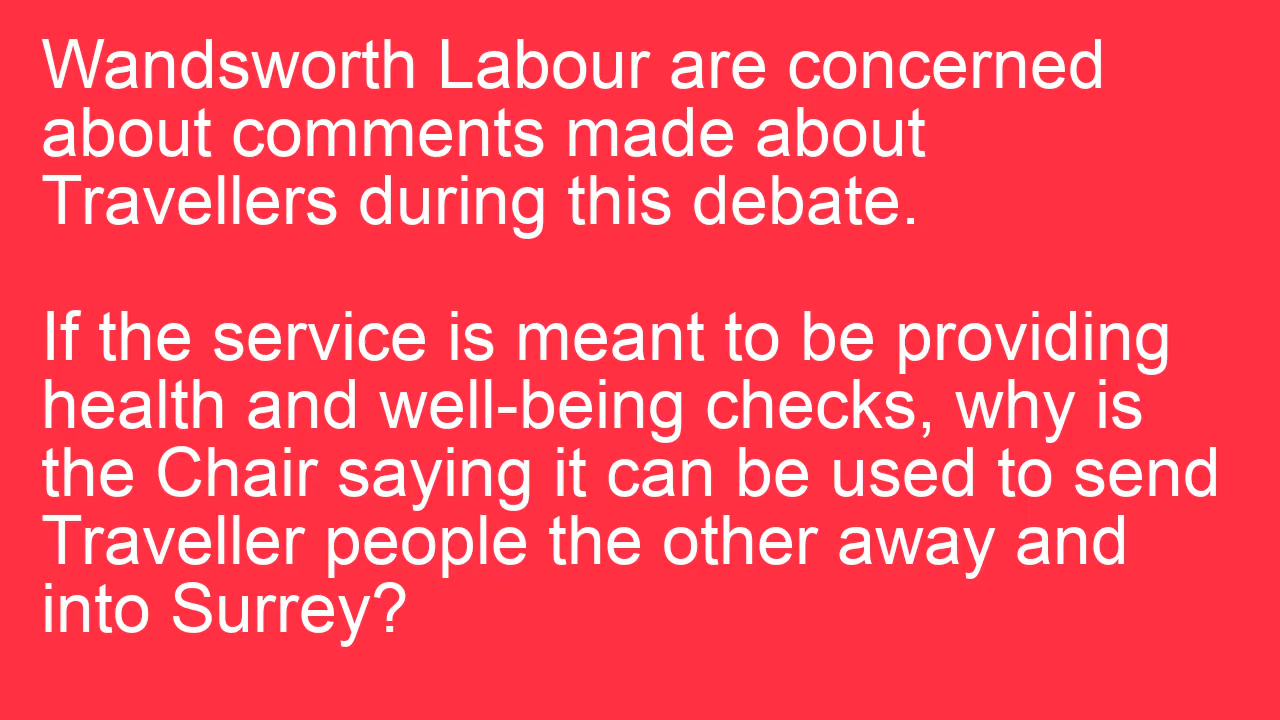 Wandsworth Labour are concerned
about comments made about
Travellers during this debate.
If the service is meant to be providing
health and well-being checks, why is
the Chair saying it can be used to send
Traveller people the other away and
into Surrey?